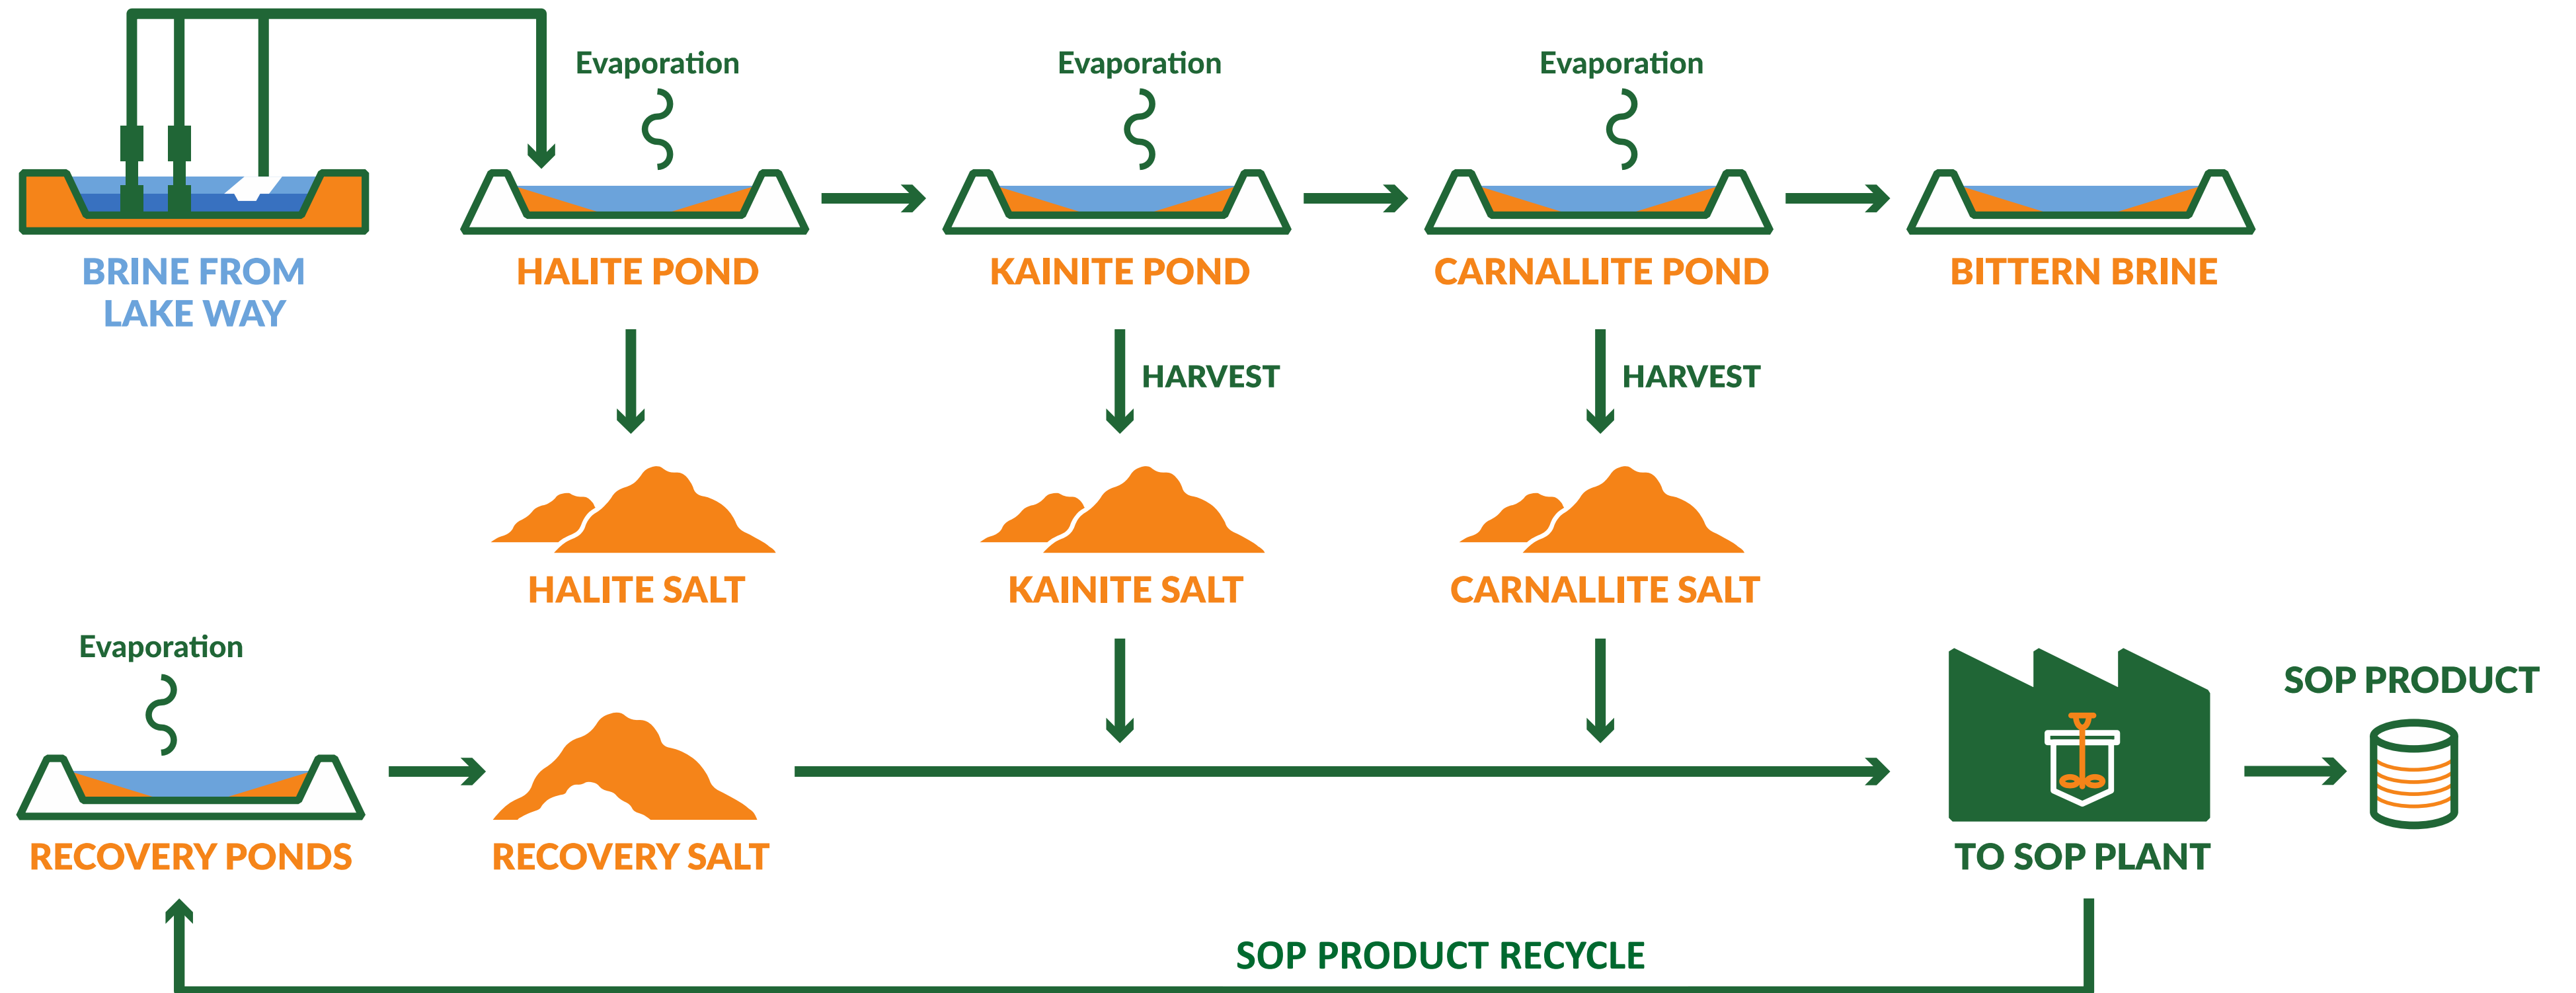 Evaporation
Evaporation
Evaporation
BRINE FROM
LAKE WAY
HALITE POND
KAINITE POND
CARNALLITE POND
BITTERN BRINE
HARVEST
HARVEST
HALITE SALT
KAINITE SALT
CARNALLITE SALT
Evaporation
SOP PRODUCT
RECOVERY PONDS
RECOVERY SALT
TO SOP PLANT
SOP PRODUCT RECYCLE